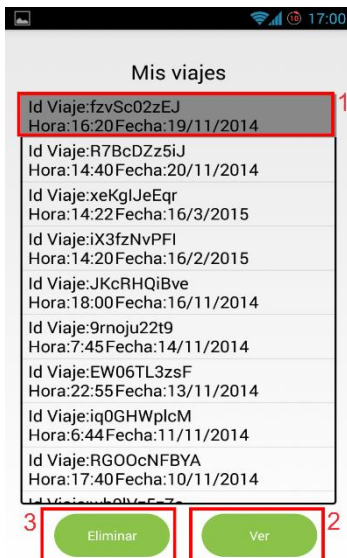 10 17:00
Mis viajes
Id Viaje:fzvSc02zEJ 1
Hora:16:20Fecha:19/11/2014
Id Viaje:R7BcDZz5iJ
Hora:14:40Fecha:20/11/2014
Id Viaje:xeKgIJeEqr
Hora:14:22Fecha:16/3/2015
Id Viaje:iX3fzNvPFI
Hora:14:20Fecha:16/2/2015
Id Viaje:JKcRHQiBve
Hora:18:00Fecha:16/11/2014
Id Viaje:9rnoju22t9
Hora:7:45Fecha:14/11/2014
Id Viaje:EW06TL3zsF
Hora:22:55Fecha:13/11/2014
Id Viaje:iq0GHWplcM
Hora:6:44Fecha:11/11/2014
Id Viaje:RGOOcNFBYA
Hora:17:40Fecha:10/11/2014
3 Eliminar Ver 2